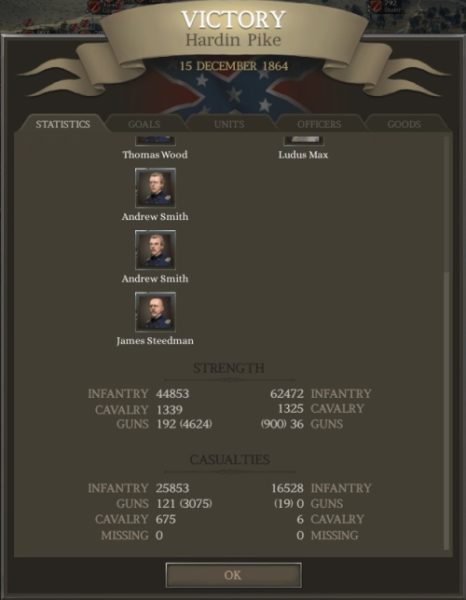 792
VICTORY
Hardin Pike
15 DECEMBER 1864
STATISTICS GOALS UNITS OFFICERS GOODS
Thomas Wood Ludus Max
Andrew Smith
Andrew Smith
James Steedman
STRENGTH
INFANTRY 44853 62472 INFANTRY
CAVALRY 1339 1325 CAVALRY
GUNS 192 (4624) (900) 36 GUNS
CASUALTIES
INFANTRY 25853 16528 INFANTRY
GUNS 121 (3075) (19) 0 GUNS
CAVALRY 675 6 CAVALRY
MISSING 0 0 MISSING
OK